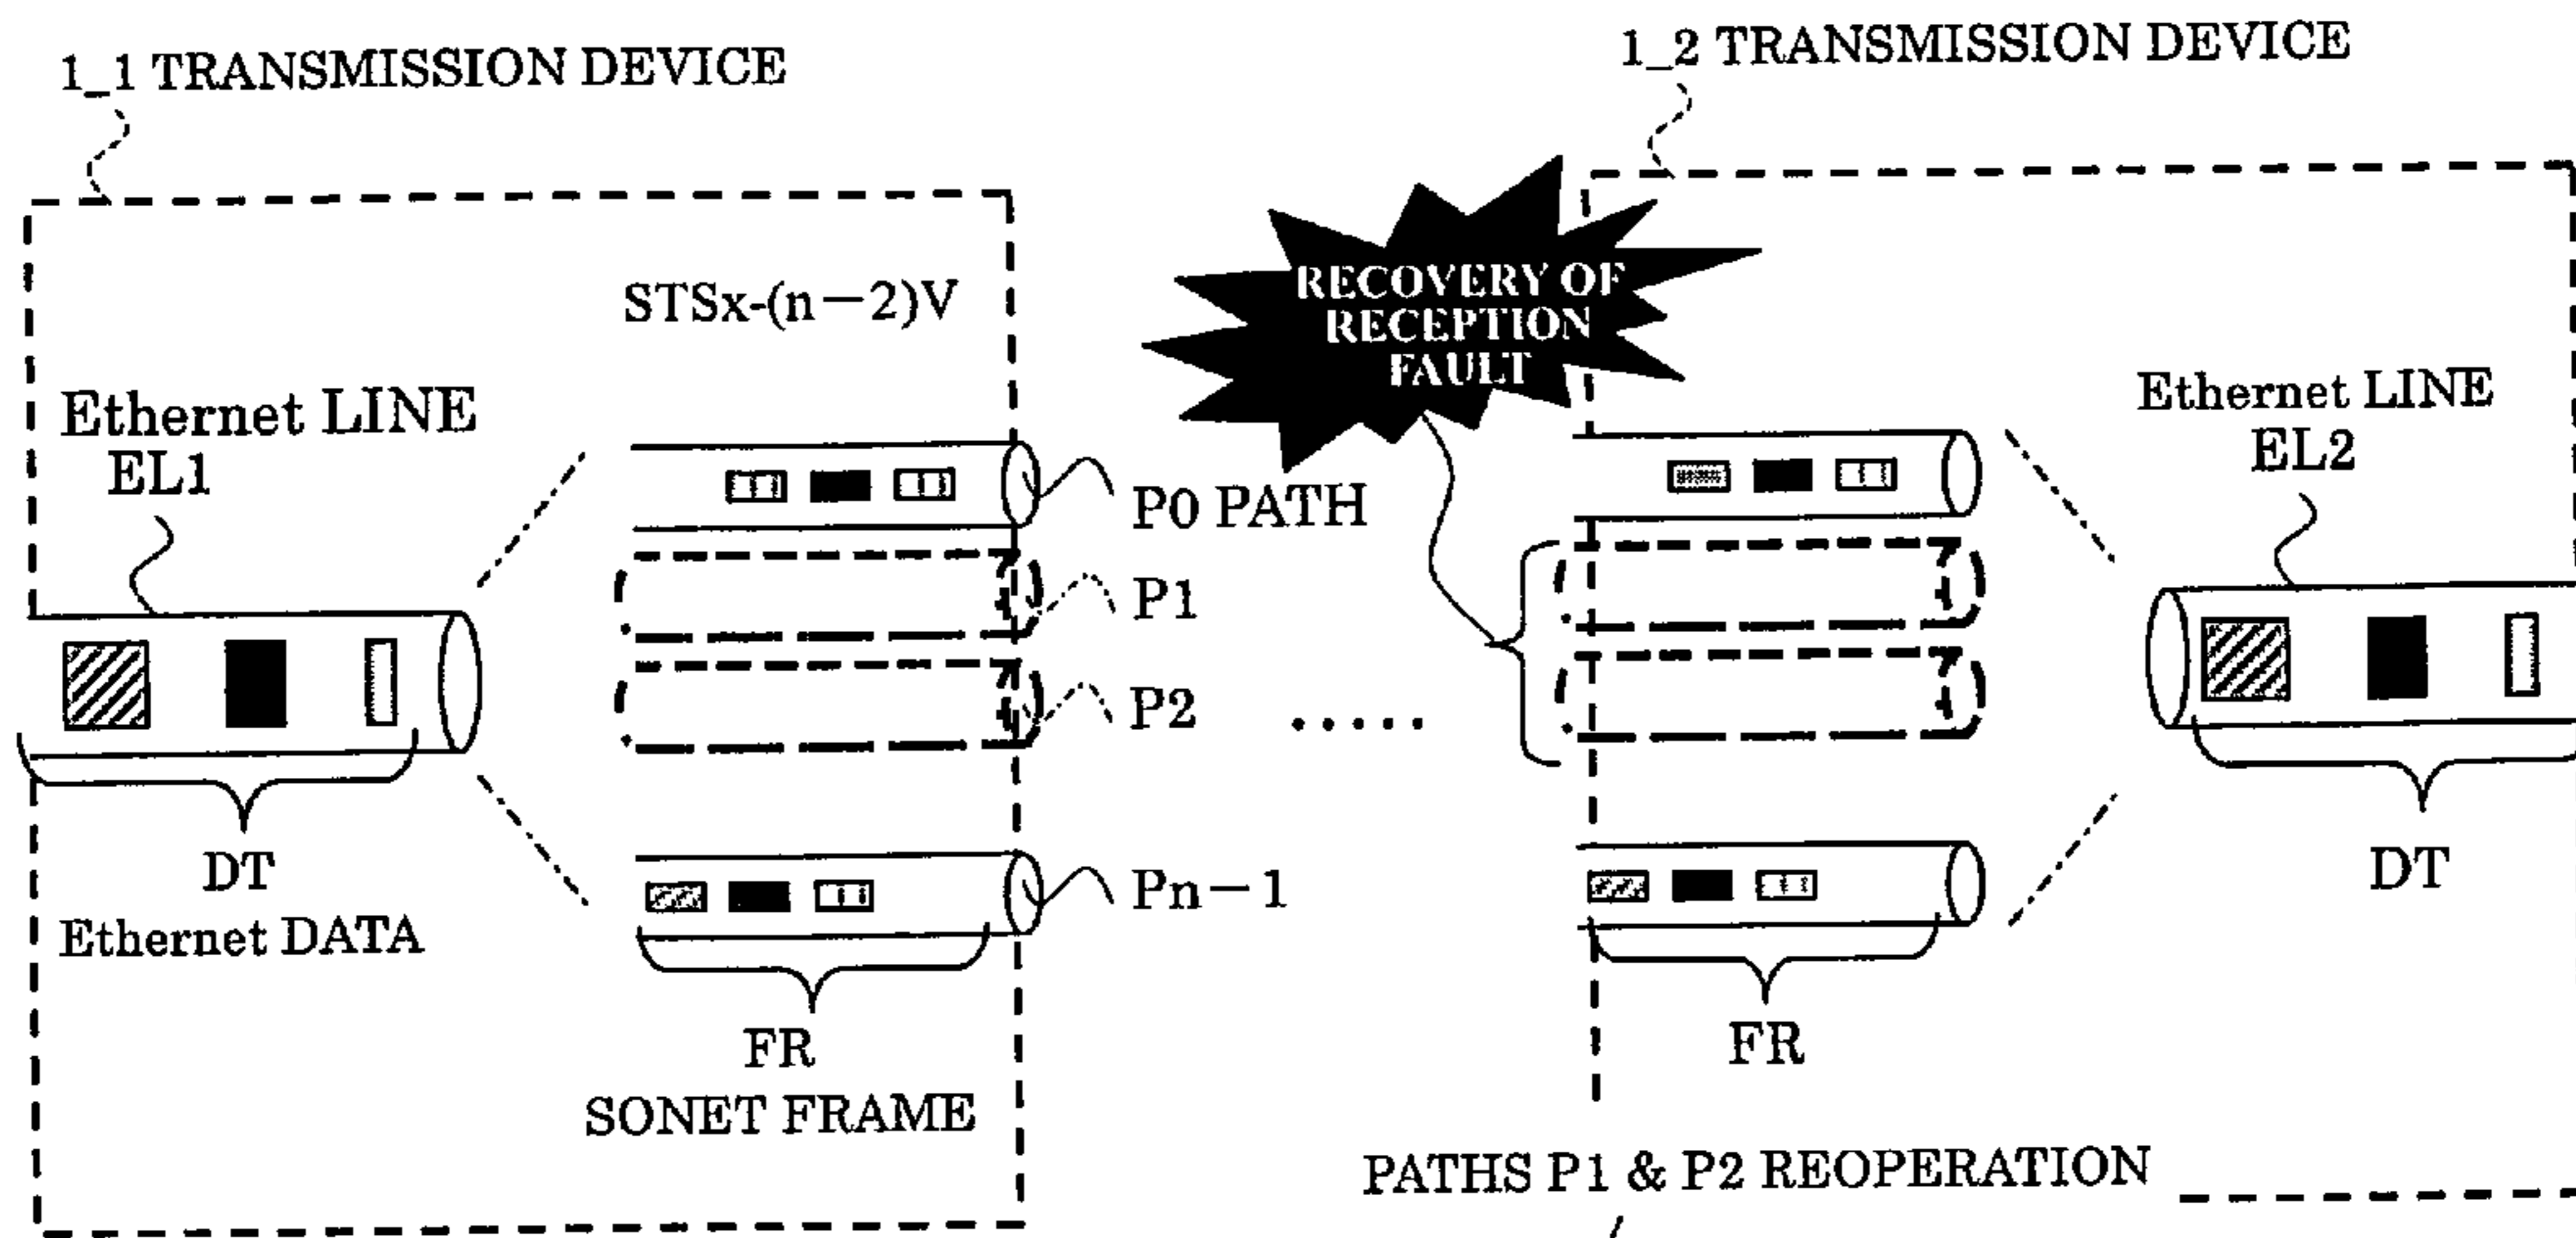 1_1 TRANSMISSION DEVICE
1_2 TRANSMISSION DEVICE
STSx-(n−2)V
RECOVERY OF
RECEPTION
FAULT
Ethernet LINE
EL1
Ethernet LINE
EL2
P0 PATH
P1
P2
.....
Pn−1
DT
Ethernet DATA
DT
FR
SONET FRAME
FR
PATHS P1 & P2 REOPERATION